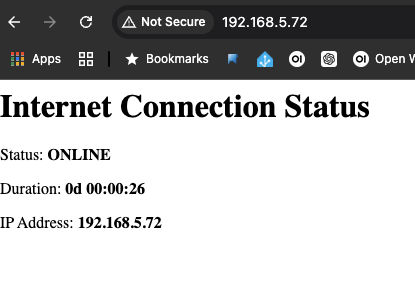 Not Secure 192.168.5.72
Apps Bookmarks Open W
Internet Connection Status
Status: ONLINE
Duration: 0d 00:00:26
IP Address: 192.168.5.72